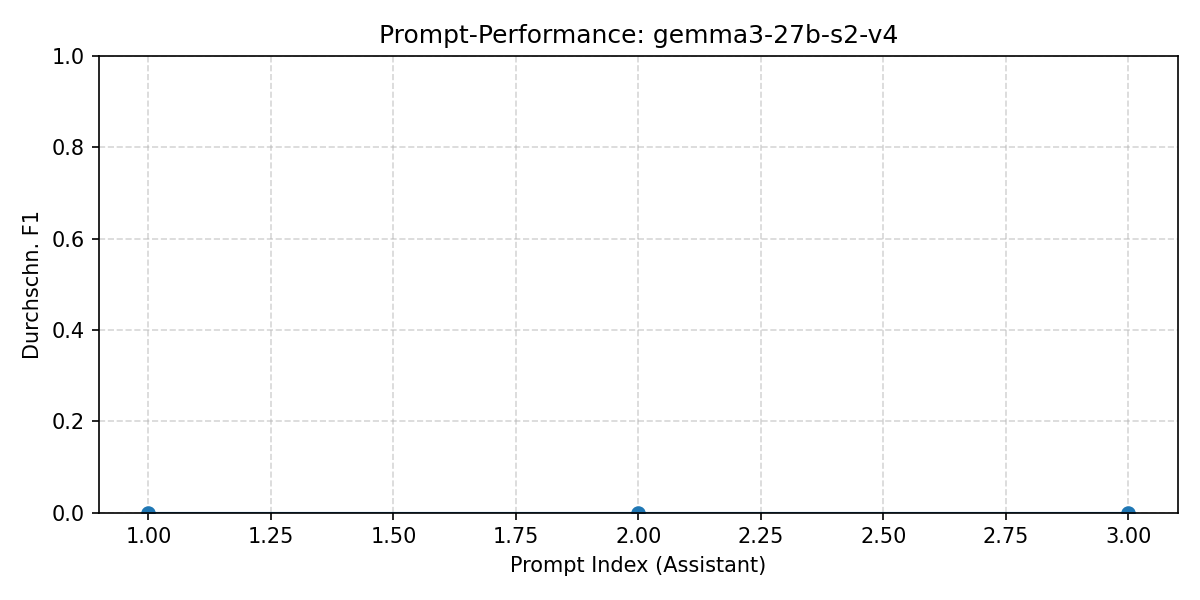 Prompt-Performance: gemma3-27b-s2-v4
1.0
0.8
0.6
0.4
0.2
0.0
Durchschn. F1
1.00 1.25 1.50 1.75 2.00 2.25 2.50 2.75 3.00
Prompt Index (Assistant)